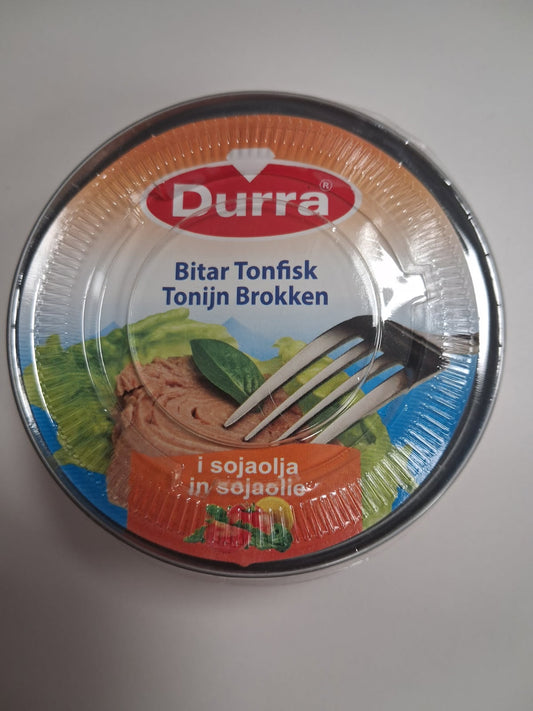 Durra®
Bitar Tonfisk
Tonijn Brokken
i sojaolja
in sojaolie